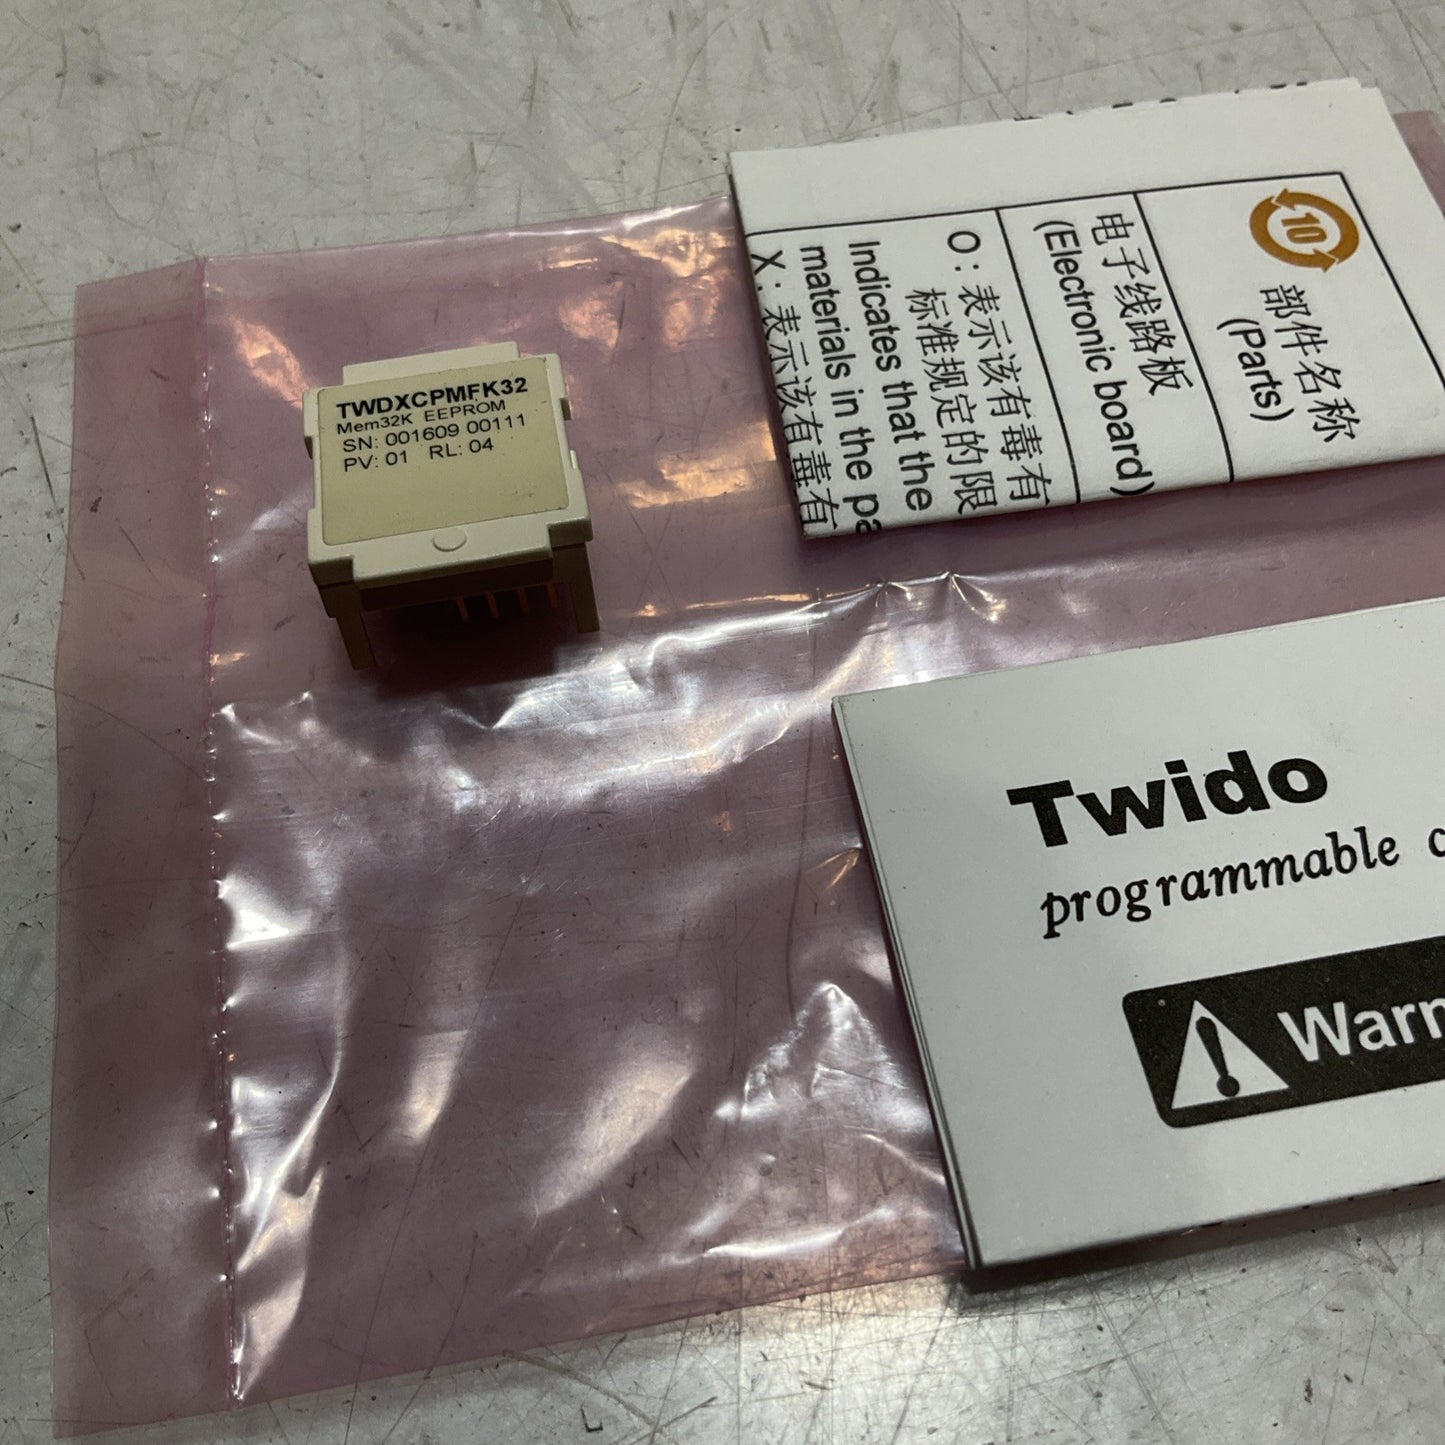 TWDXCPMFK32
Mem32K EEPROM
SN: 001609 00111
PV: 01 RL: 04
10
部件名称
(Parts)
电子线路板
(Electronic board)
O : 表示该有毒有
标准规定的限
Indicates that the
materials in the pa
X : 表示该有毒有
Twido
programmable c
Warn